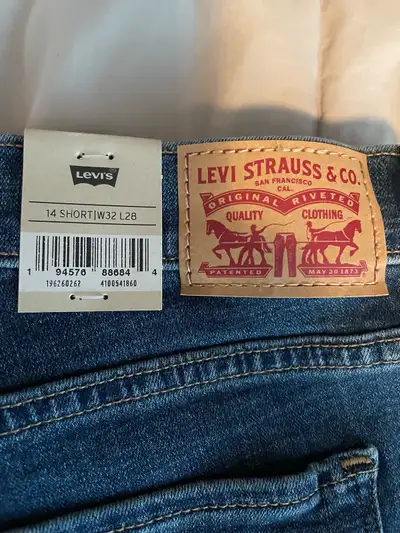 LEVI'S
14 SHORT|W32 L28
1 94576 88684 4
196260262 4100541860
LEVI STRAUSS & CO.
SAN FRANCISCO
CAL.
ORIGINAL RIVETED
QUALITY CLOTHING
PATENTED MAY 20 1873